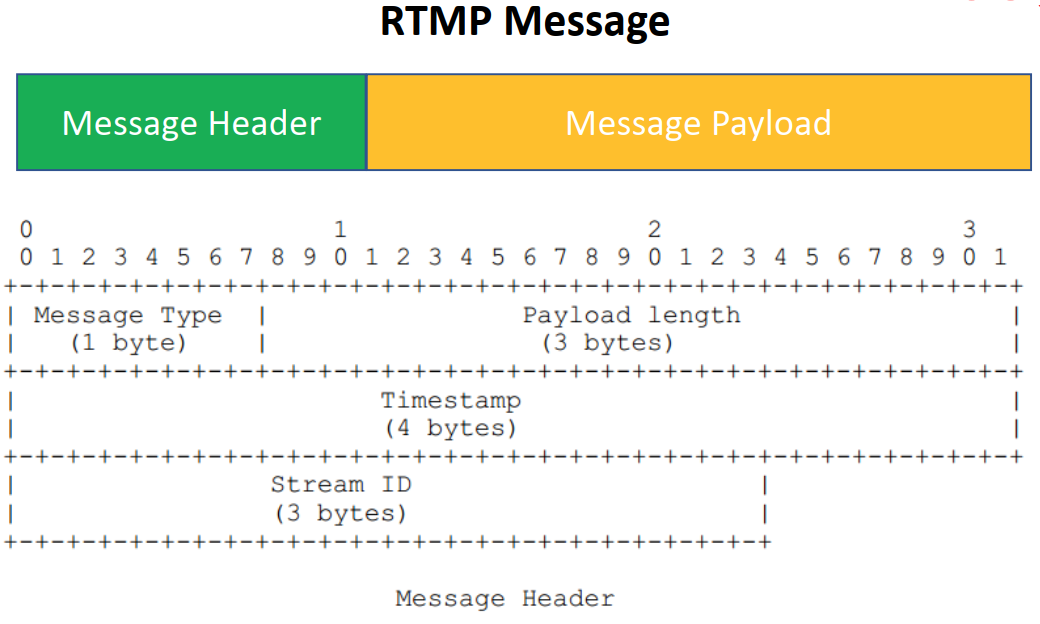 RTMP Message
Message Header Message Payload
0 1 2 3
0 1 2 3 4 5 6 7 8 9 0 1 2 3 4 5 6 7 8 9 0 1 2 3 4 5 6 7 8 9 0 1
+-+-+-+-+-+-+-+-+-+-+-+-+-+-+-+-+-+-+-+-+-+-+-+-+-+-+-+-+-+-+-+-+
| Message Type | Payload length |
| (1 byte) | (3 bytes) |
+-+-+-+-+-+-+-+-+-+-+-+-+-+-+-+-+-+-+-+-+-+-+-+-+-+-+-+-+-+-+-+-+
| Timestamp |
| (4 bytes) |
+-+-+-+-+-+-+-+-+-+-+-+-+-+-+-+-+-+-+-+-+-+-+-+-+-+-+-+-+-+-+-+-+
| Stream ID |
| (3 bytes) |
+-+-+-+-+-+-+-+-+-+-+-+-+-+-+-+-+-+-+-+-+-+-+-+-+
Message Header